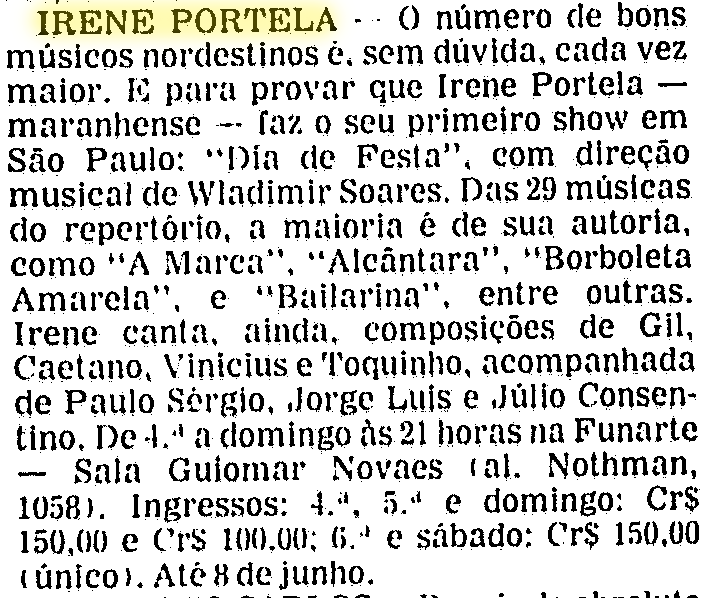 IRENE PORTELA -- O número de bons
músicos nordestinos é, sem dúvida, cada vez
maior. E para provar que Irene Portela —
maranhense — faz o seu primeiro show em
São Paulo: "Dia de Festa", com direção
musical de Wladimir Soares. Das 29 músicas
do repertório, a maioria é de sua autoria,
como "A Marca", "Alcântara", "Borboleta
Amarela", e "Bailarina", entre outras.
Irene canta, ainda, composições de Gil,
Caetano, Vinicius e Toquinho, acompanhada
de Paulo Sérgio, Jorge Luis e Júlio Consen-
tino. De 4.ª a domingo às 21 horas na Funarte
— Sala Guiomar Novaes (al. Nothman,
1058). Ingressos: 4.ª, 5.ª e domingo: Cr$
150,00 e Cr$ 100,00; 6.ª e sábado: Cr$ 150,00
(único). Até 8 de junho.